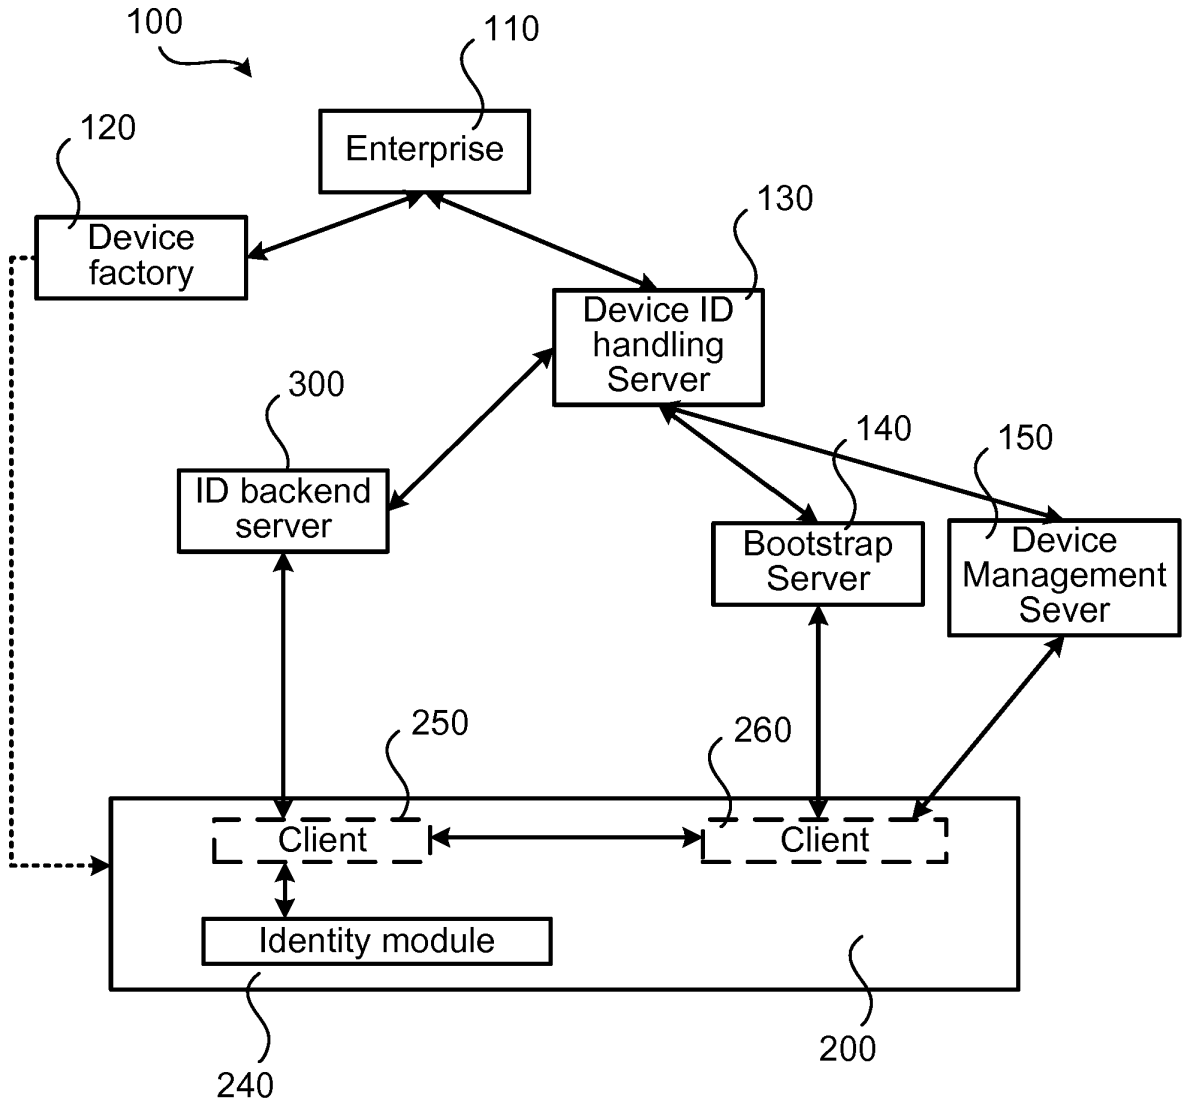 100
110
Enterprise
120
Device
factory
130
Device ID
handling
Server
300
ID backend
server
140
Bootstrap
Server
150
Device
Management
Sever
250
Client
260
Client
Identity module
240
200